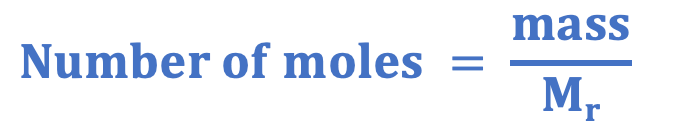 Number of moles = mass
Mr